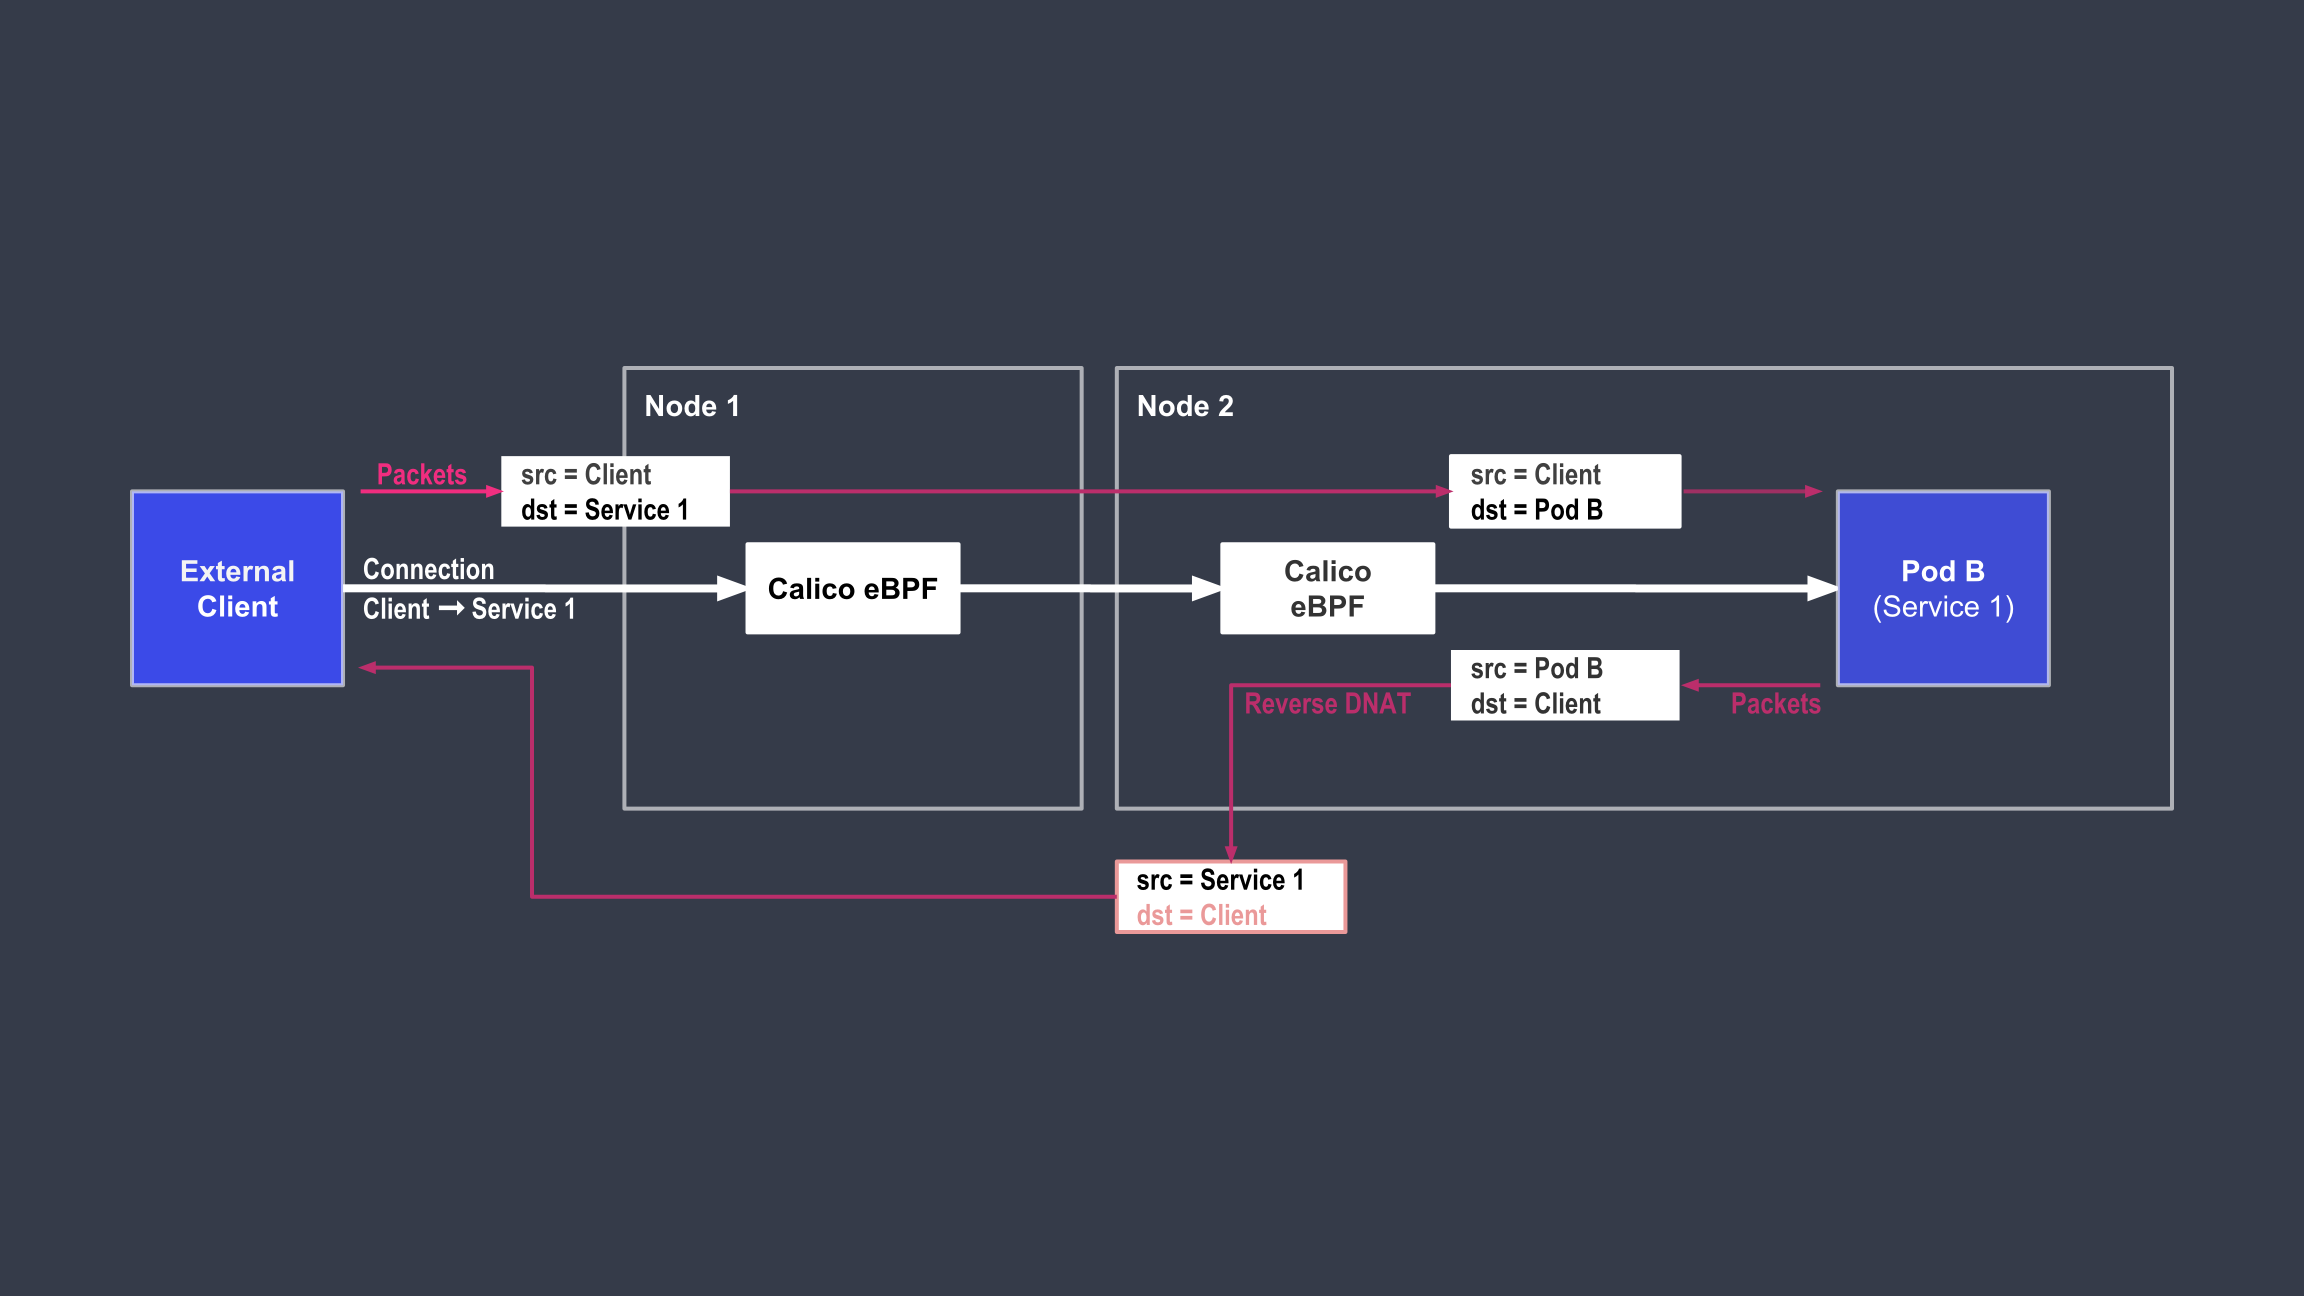 Node 1
Node 2
Packets
src = Client
dst = Service 1
src = Client
dst = Pod B
External
Client
Connection
Client → Service 1
Calico eBPF
Calico
eBPF
Pod B
(Service 1)
src = Pod B
dst = Client
Reverse DNAT
Packets
src = Service 1
dst = Client